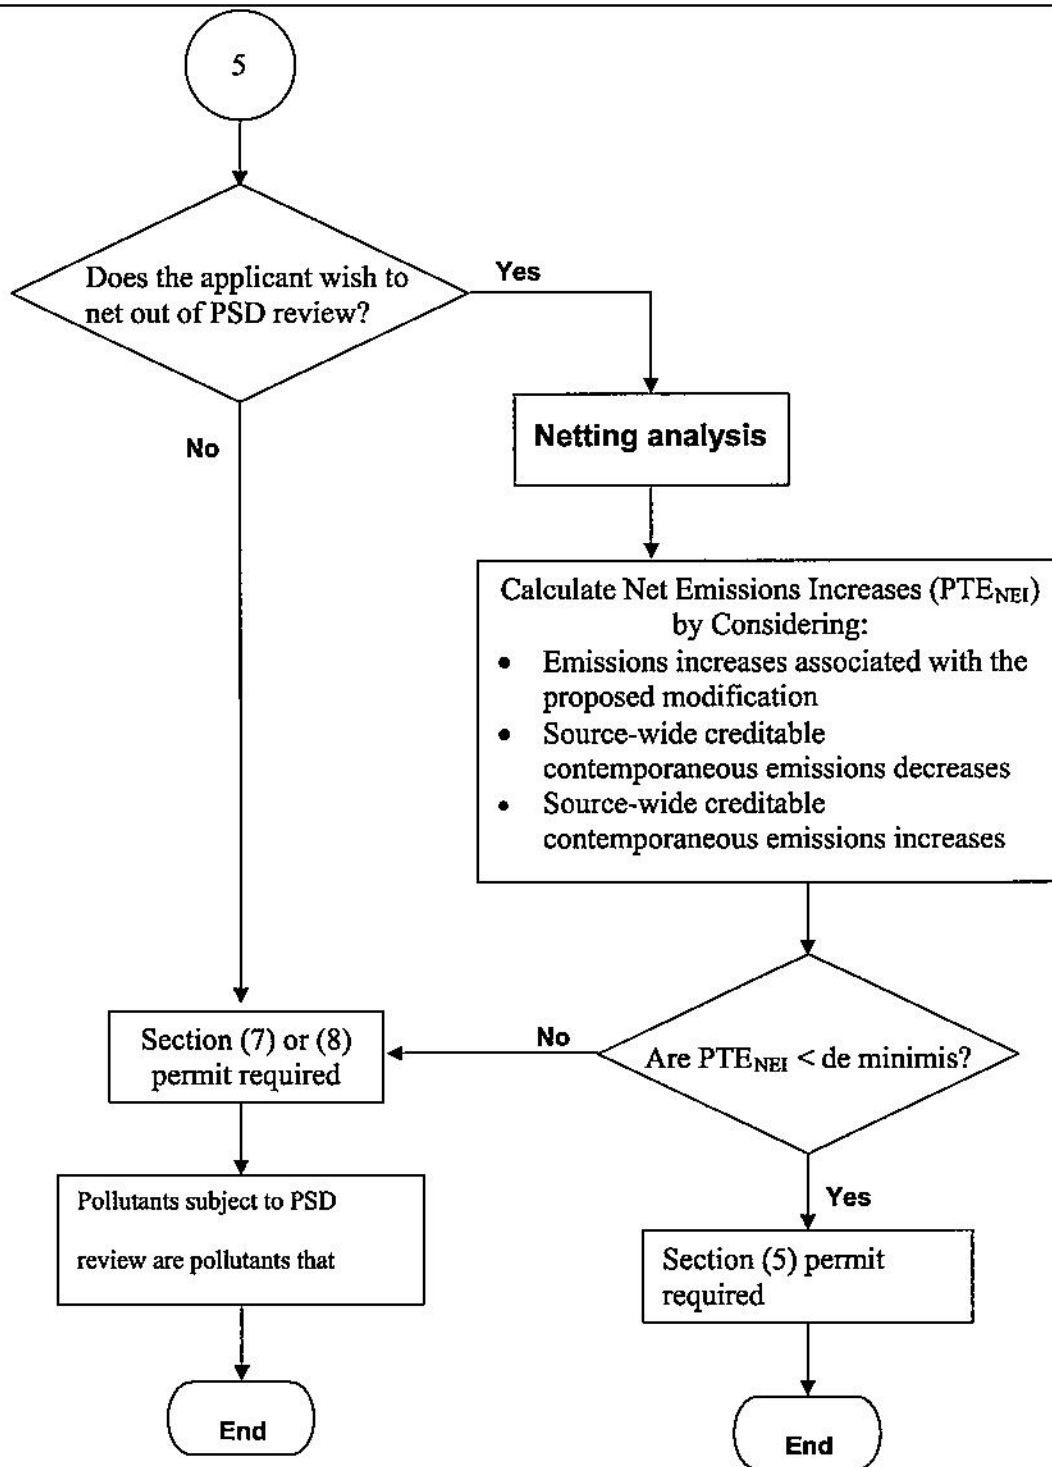 5
Does the applicant wish to
net out of PSD review?
Yes
No
Netting analysis
Calculate Net Emissions Increases (PTENEI)
by Considering:
• Emissions increases associated with the
proposed modification
• Source-wide creditable
contemporaneous emissions decreases
• Source-wide creditable
contemporaneous emissions increases
Section (7) or (8)
permit required
No
Are PTENEI < de minimis?
Pollutants subject to PSD
review are pollutants that
Yes
Section (5) permit
required
End
End